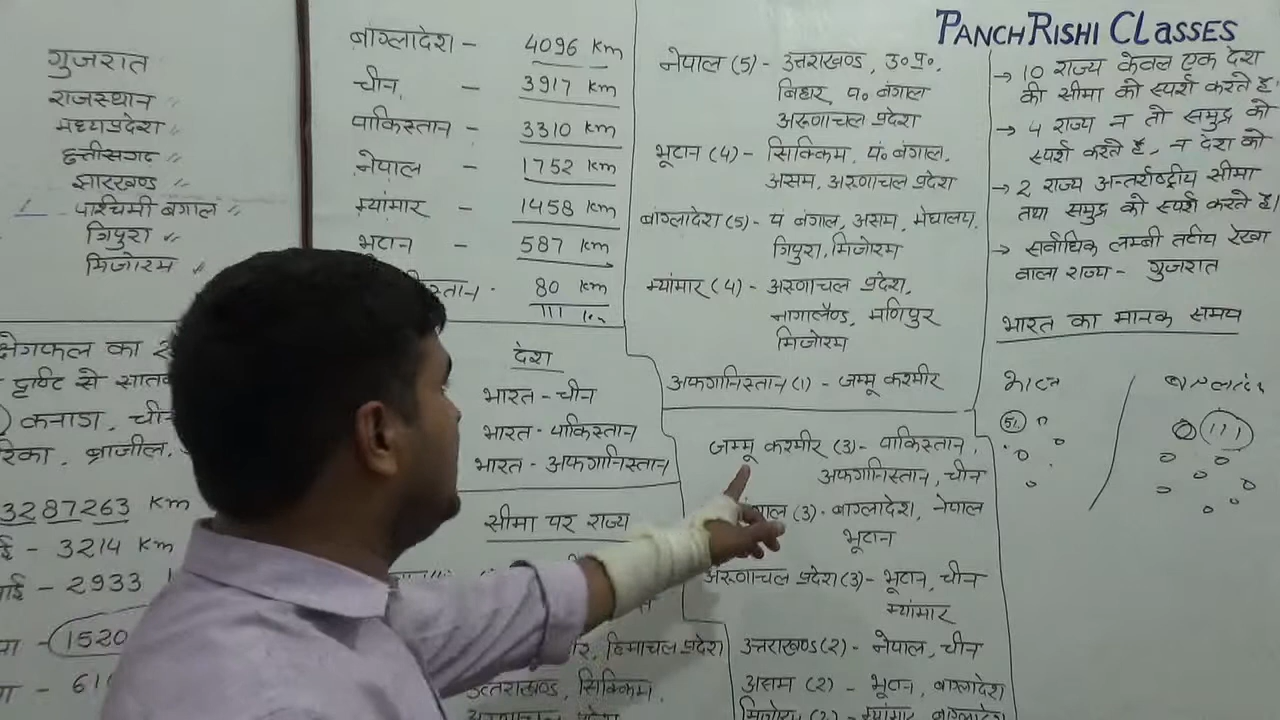 PANCHRISHI CLASSES
गुजरात
राजस्थान "
मध्यप्रदेश "
छत्तीसगढ "
झारखण्ड "
पश्चिमी बंगाल "
त्रिपुरा "
मिजोरम "
क्षेत्रफल का
दृष्टि से सातवाँ
कनाडा, चीन
ब्राजील,
3287263 Km
- 3214 Km
- 2933
- 1520
- 61
बांग्लादेश - 4096 Km
चीन - 3917 Km
पाकिस्तान - 3310 Km
नेपाल - 1752 Km
म्यांमार - 1458 Km
भूटान - 587 Km
80 Km
देश
भारत - चीन
भारत - पाकिस्तान
भारत - अफगानिस्तान
सीमा पर राज्य
हिमाचल प्रदेश
उत्तराखण्ड, सिक्किम,
नेपाल (5) - उत्तराखण्ड, उ०प्र०,
बिहार, प० बंगाल
अरूणाचल प्रदेश
भूटान (4) - सिक्किम, पं० बंगाल,
असम, अरूणाचल प्रदेश
बांग्लादेश (5) - पं बंगाल, असम, मेघालय,
त्रिपुरा, मिजोरम
म्यांमार (4) - अरूणाचल प्रदेश,
नागालैण्ड, मणिपुर
मिजोरम
अफगानिस्तान (1) - जम्मू कश्मीर
जम्मू कश्मीर (3) - पाकिस्तान,
अफगानिस्तान, चीन
(3) - बांग्लादेश, नेपाल
भूटान
अरूणाचल प्रदेश (3) - भूटान, चीन
म्यांमार
उत्तराखण्ड (2) - नेपाल, चीन
असम (2) - भूटान, बांग्लादेश
मिजोरम (2) - म्यांमार, बांग्लादेश
→ 10 राज्य केवल एक देश
की सीमा को स्पर्श करते हैं।
→ 4 राज्य न तो समुद्र को
स्पर्श करते हैं, न देश को
→ 2 राज्य अन्तर्राष्ट्रीय सीमा
तथा समुद्र को स्पर्श करते हैं।
→ सर्वाधिक लम्बी तटीय रेखा
वाला राज्य - गुजरात
भारत का मानक समय
भूटान